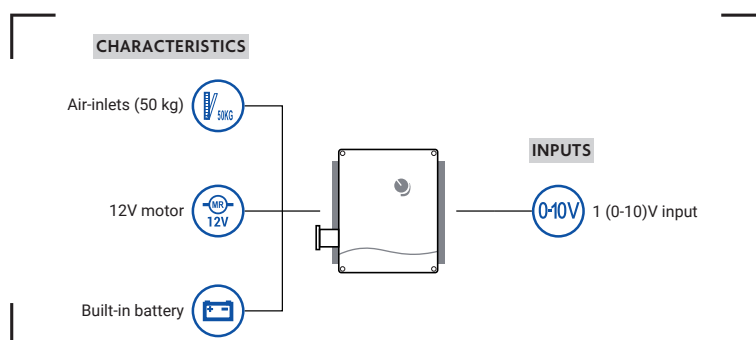 CHARACTERISTICS
Air-inlets (50 kg)
50KG
INPUTS
12V motor
MR
12V
0-10V
1 (0-10)V input
Built-in battery
+ -